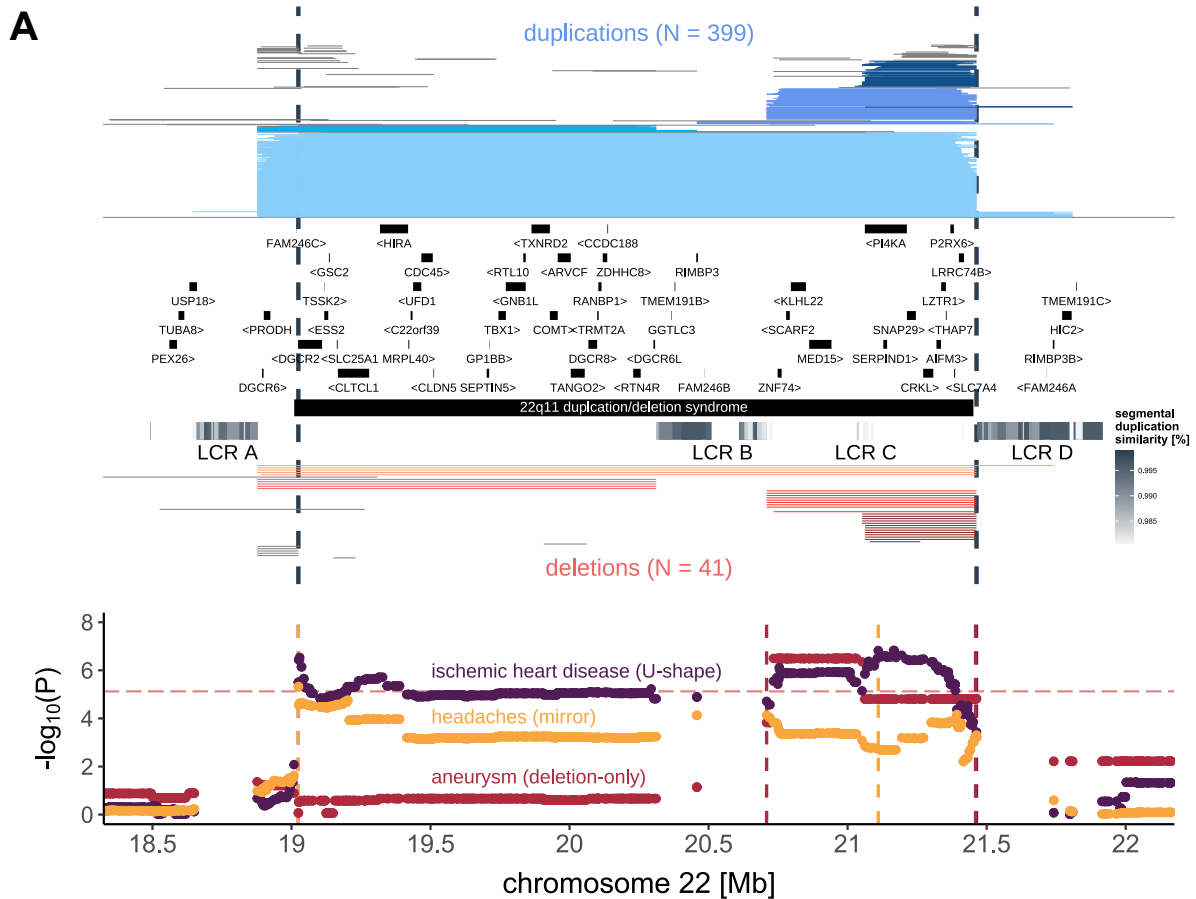 A
duplications (N = 399)
FAM246C> <HIRA <TXNRD2 <CCDC188 <PI4KA P2RX6>
<GSC2 CDC45> <RTL10 <ARVCF ZDHHC8> RIMBP3 LRRC74B>
USP18> TSSK2> <UFD1 <GNB1L RANBP1> TMEM191B> <KLHL22 LZTR1> TMEM191C>
TUBA8> <PRODH <ESS2 <C22orf39 TBX1> COMT> <TRMT2A GGTLC3 <SCARF2 SNAP29> <THAP7 HIC2>
PEX26> <DGCR2 <SLC25A1 MRPL40> GP1BB> DGCR8> <DGCR6L MED15> SERPIND1> AIFM3> RIMBP3B>
DGCR6> <CLTCL1 <CLDN5 SEPTIN5> TANGO2> <RTN4R FAM246B ZNF74> CRKL> <SLC7A4 <FAM246A
22q11 duplcation/deletion syndrome
LCR A LCR B LCR C LCR D
segmental
duplication
similarity [%]
0.995
0.990
0.985
deletions (N = 41)
8
6
4
2
0
-log10(P)
ischemic heart disease (U-shape)
headaches (mirror)
aneurysm (deletion-only)
18.5 19 19.5 20 20.5 21 21.5 22
chromosome 22 [Mb]